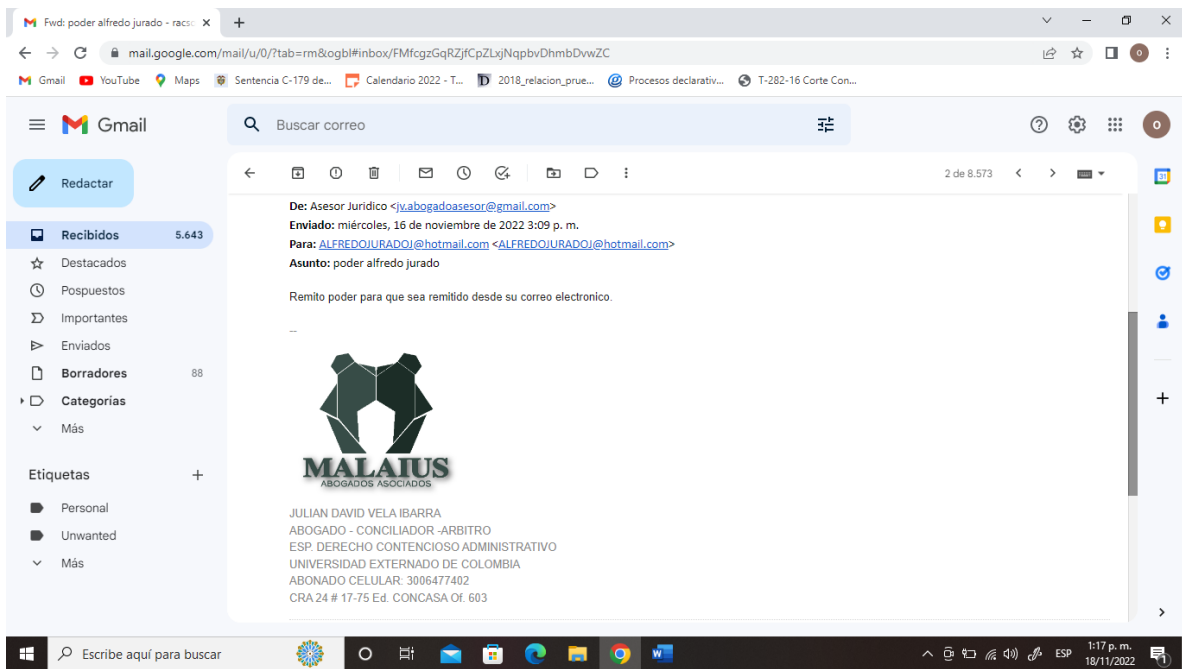 Fwd: poder alfredo jurado - racso
mail.google.com/mail/u/0/?tab=rm&ogbl#inbox/FMfcgzGqRZjfCpZLxjNqpbvDhmbDvwZC
Gmail YouTube Maps Sentencia C-179 de... Calendario 2022 - T... 2018_relacion_prue... Procesos declarativ... T-282-16 Corte Con...
Gmail
Buscar correo
Redactar
2 de 8.573
Recibidos 5.643
Destacados
Pospuestos
Importantes
Enviados
Borradores 88
Categorías
Más
Etiquetas
Personal
Unwanted
Más
De: Asesor Juridico <jv.abogadoasesor@gmail.com>
Enviado: miércoles, 16 de noviembre de 2022 3:09 p. m.
Para: ALFREDOJURADOJ@hotmail.com <ALFREDOJURADOJ@hotmail.com>
Asunto: poder alfredo jurado
Remito poder para que sea remitido desde su correo electronico.
--
MALAIUS
ABOGADOS ASOCIADOS
JULIAN DAVID VELA IBARRA
ABOGADO - CONCILIADOR -ARBITRO
ESP. DERECHO CONTENCIOSO ADMINISTRATIVO
UNIVERSIDAD EXTERNADO DE COLOMBIA
ABONADO CELULAR: 3006477402
CRA 24 # 17-75 Ed. CONCASA Of. 603
Escribe aquí para buscar
ESP
1:17 p. m.
18/11/2022